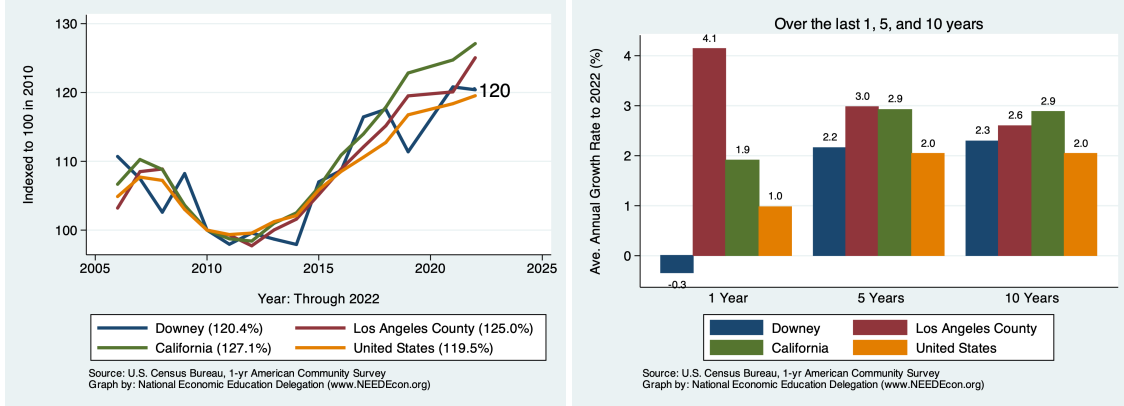 130
120
110
100
Indexed to 100 in 2010
120
2005
2010
2015
2020
2025
Year: Through 2022
Downey (120.4%)
Los Angeles County (125.0%)
California (127.1%)
United States (119.5%)
Source: U.S. Census Bureau, 1-yr American Community Survey
Graph by: National Economic Education Delegation (www.NEEDEcon.org)
Over the last 1, 5, and 10 years
Ave. Annual Growth Rate to 2022 (%)
4
3
2
1
0
-0.3
4.1
1.9
1.0
2.2
3.0
2.9
2.0
2.3
2.6
2.9
2.0
1 Year
5 Years
10 Years
Downey
Los Angeles County
California
United States
Source: U.S. Census Bureau, 1-yr American Community Survey
Graph by: National Economic Education Delegation (www.NEEDEcon.org)